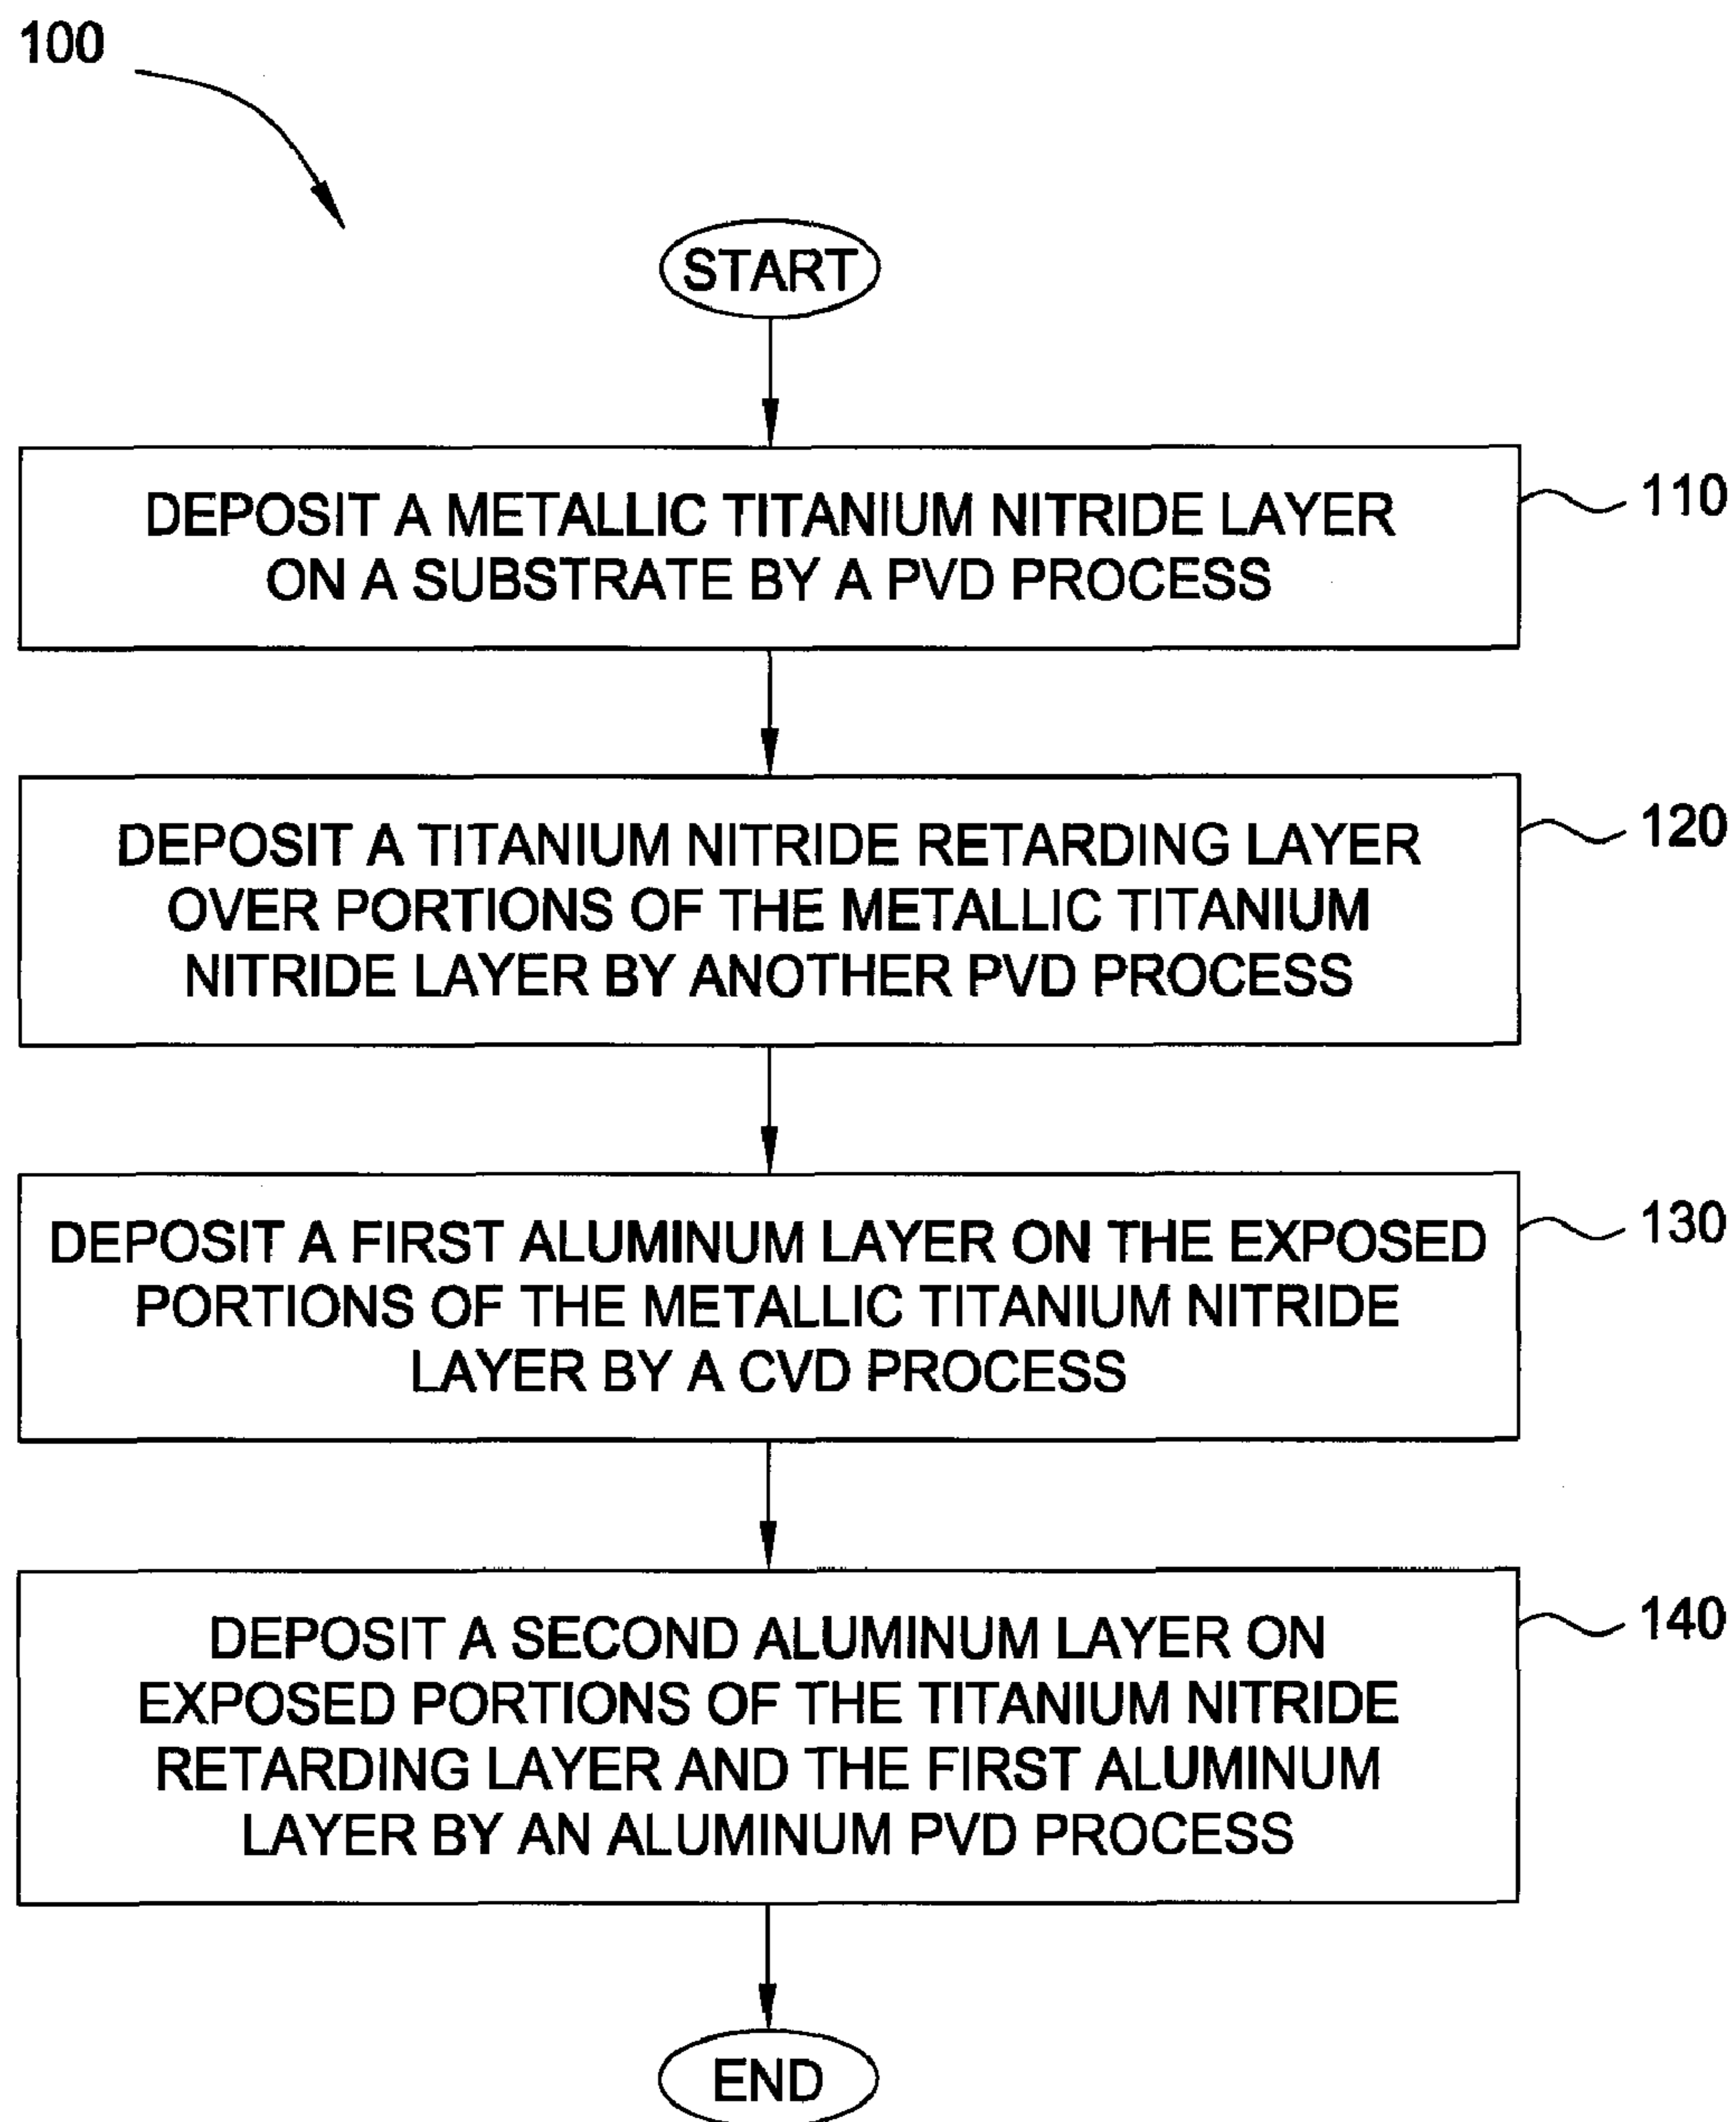 100
START
DEPOSIT A METALLIC TITANIUM NITRIDE LAYER
ON A SUBSTRATE BY A PVD PROCESS
110
DEPOSIT A TITANIUM NITRIDE RETARDING LAYER
OVER PORTIONS OF THE METALLIC TITANIUM
NITRIDE LAYER BY ANOTHER PVD PROCESS
120
DEPOSIT A FIRST ALUMINUM LAYER ON THE EXPOSED
PORTIONS OF THE METALLIC TITANIUM NITRIDE
LAYER BY A CVD PROCESS
130
DEPOSIT A SECOND ALUMINUM LAYER ON
EXPOSED PORTIONS OF THE TITANIUM NITRIDE
RETARDING LAYER AND THE FIRST ALUMINUM
LAYER BY AN ALUMINUM PVD PROCESS
140
END